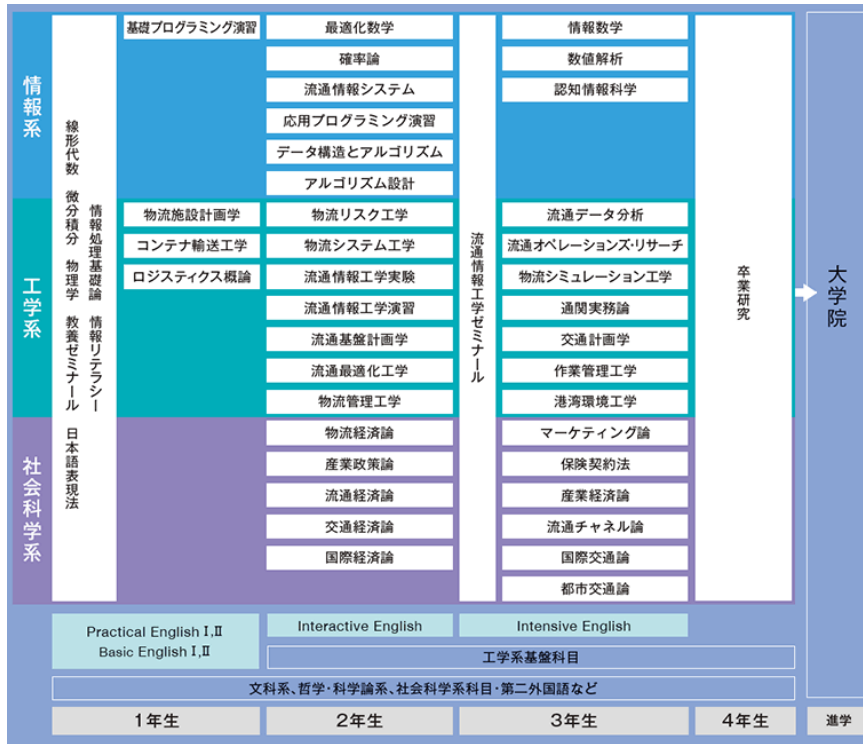 情報系
工学系
社会科学系
線形代数 微分積分 物理学 教養ゼミナール 日本語表現法
情報処理基礎論 情報リテラシー
基礎プログラミング演習
物流施設計画学
コンテナ輸送工学
ロジスティクス概論
最適化数学
確率論
流通情報システム
応用プログラミング演習
データ構造とアルゴリズム
アルゴリズム設計
物流リスク工学
物流システム工学
流通情報工学実験
流通情報工学演習
流通基盤計画学
流通最適化工学
物流管理工学
物流経済論
産業政策論
流通経済論
交通経済論
国際経済論
流通情報工学ゼミナール
情報数学
数値解析
認知情報科学
流通データ分析
流通オペレーションズ・リサーチ
物流シミュレーション工学
通関実務論
交通計画学
作業管理工学
港湾環境工学
マーケティング論
保険契約法
産業経済論
流通チャネル論
国際交通論
都市交通論
卒業研究
大学院
Practical English I,II
Basic English I,II
Interactive English
Intensive English
工学系基盤科目
文科系、哲学・科学論系、社会科学系科目・第二外国語など
1年生
2年生
3年生
4年生
進学